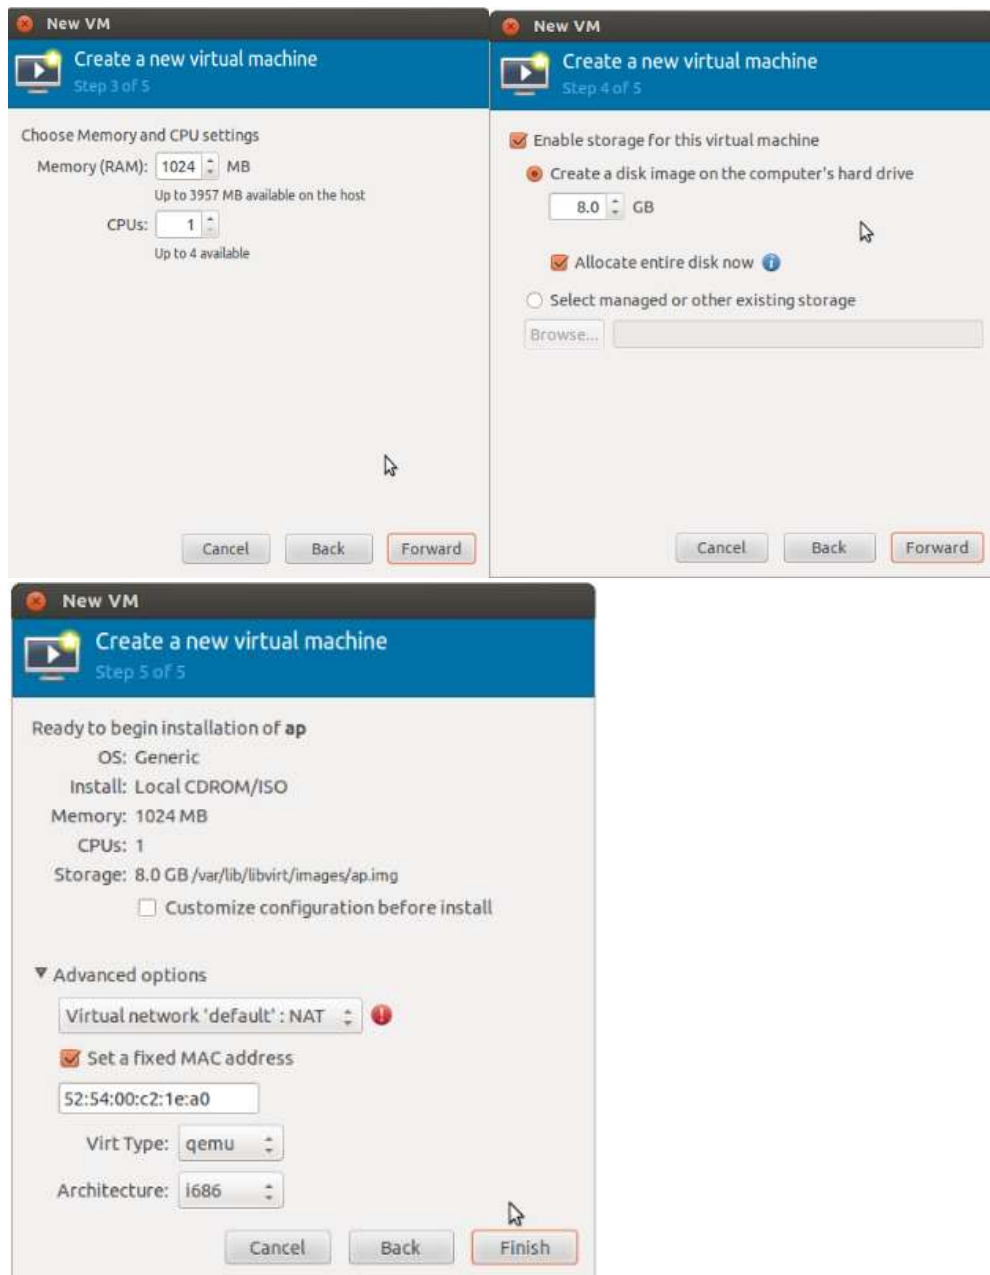 New VM
Create a new virtual machine
Step 3 of 5
Choose Memory and CPU settings
Memory (RAM): 1024 MB
Up to 3957 MB available on the host
CPUs: 1
Up to 4 available
Cancel Back Forward
New VM
Create a new virtual machine
Step 4 of 5
Enable storage for this virtual machine
Create a disk image on the computer's hard drive
8.0 GB
Allocate entire disk now
Select managed or other existing storage
Browse...
Cancel Back Forward
New VM
Create a new virtual machine
Step 5 of 5
Ready to begin installation of ap
OS: Generic
Install: Local CDROM/ISO
Memory: 1024 MB
CPUs: 1
Storage: 8.0 GB /var/lib/libvirt/images/ap.img
Customize configuration before install
Advanced options
Virtual network 'default' : NAT
Set a fixed MAC address
52:54:00:c2:1e:a0
Virt Type: qemu
Architecture: i686
Cancel Back Finish